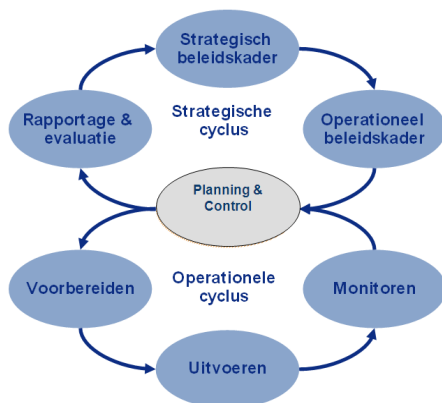 Strategisch
beleidskader
Rapportage &
evaluatie
Strategische
cyclus
Operationeel
beleidskader
Planning &
Control
Voorbereiden
Operationele
cyclus
Monitoren
Uitvoeren